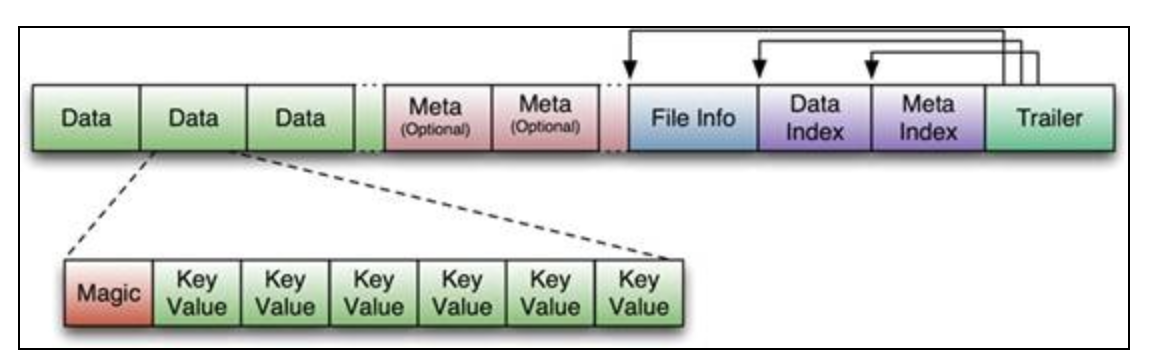 Data
Data
Data
Meta
(Optional)
Meta
(Optional)
File Info
Data
Index
Meta
Index
Trailer
Magic
Key
Value
Key
Value
Key
Value
Key
Value
Key
Value
Key
Value